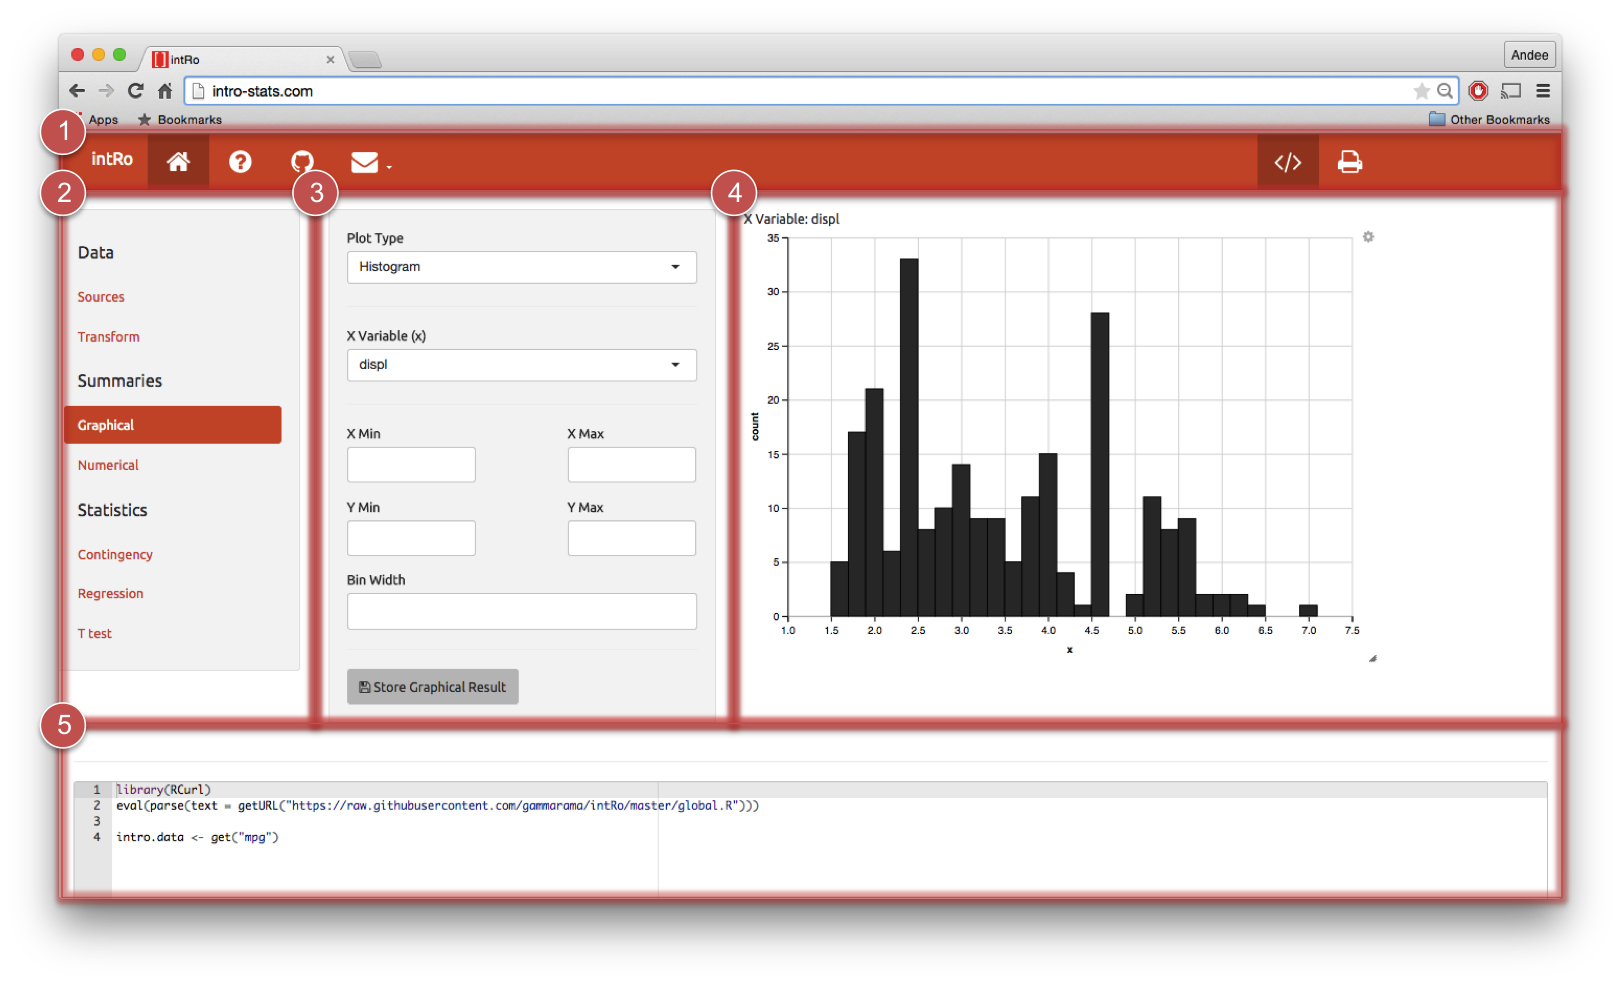 intRo
Andee
intro-stats.com
Apps
Bookmarks
Other Bookmarks
1
intRo
</>
2
3
4
Data
Sources
Transform
Summaries
Graphical
Numerical
Statistics
Contingency
Regression
T test
Plot Type
Histogram
X Variable (x)
displ
X Min
X Max
Y Min
Y Max
Bin Width
Store Graphical Result
X Variable: displ
35
30
25
20
15
10
5
0
count
1.0 1.5 2.0 2.5 3.0 3.5 4.0 4.5 5.0 5.5 6.0 6.5 7.0 7.5
x
5
1 library(RCurl)
2 eval(parse(text = getURL("https://raw.githubusercontent.com/gammarama/intRo/master/global.R")))
3
4 intro.data <- get("mpg")